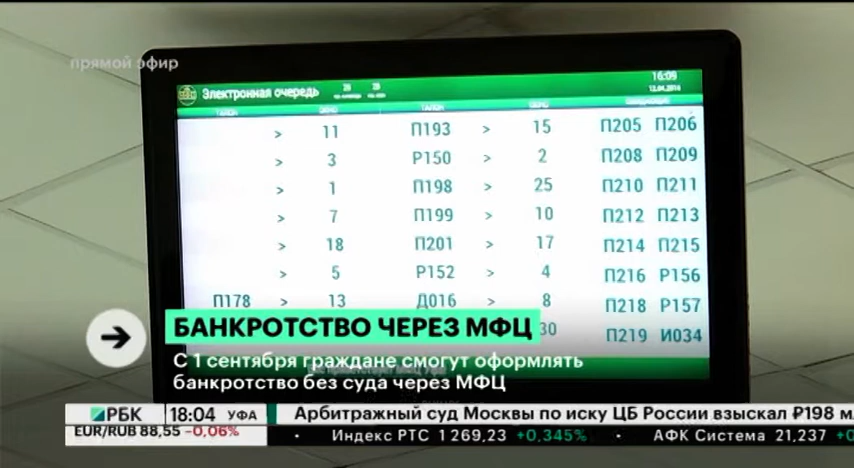 прямой эфир
Электронная очередь
16:09
> 11 П193 > 15 П205 П206
> 3 Р150 > 2 П208 П209
> 1 П198 > 25 П210 П211
> 7 П199 > 10 П212 П213
> 18 П201 > 17 П214 П215
> 5 Р152 > 4 П216 Р156
П178 > 13 Д016 > 8 П218 Р157
30 П219 И034
БАНКРОТСТВО ЧЕРЕЗ МФЦ
С 1 сентября граждане смогут оформлять
банкротство без суда через МФЦ
РБК 18:04 УФА Арбитражный суд Москвы по иску ЦБ России взыскал ₽198 м
EUR/RUB 88,55 -0,06% • Индекс РТС 1 269,23 +0,345% • АФК Система 21,237 +0